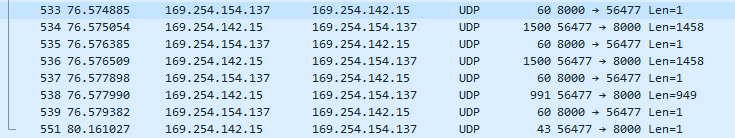 533 76.574885 169.254.154.137 169.254.142.15 UDP 60 8000 → 56477 Len=1
534 76.575054 169.254.142.15 169.254.154.137 UDP 1500 56477 → 8000 Len=1458
535 76.576385 169.254.154.137 169.254.142.15 UDP 60 8000 → 56477 Len=1
536 76.576509 169.254.142.15 169.254.154.137 UDP 1500 56477 → 8000 Len=1458
537 76.577898 169.254.154.137 169.254.142.15 UDP 60 8000 → 56477 Len=1
538 76.577990 169.254.142.15 169.254.154.137 UDP 991 56477 → 8000 Len=949
539 76.579382 169.254.154.137 169.254.142.15 UDP 60 8000 → 56477 Len=1
551 80.161027 169.254.142.15 169.254.154.137 UDP 43 56477 → 8000 Len=1